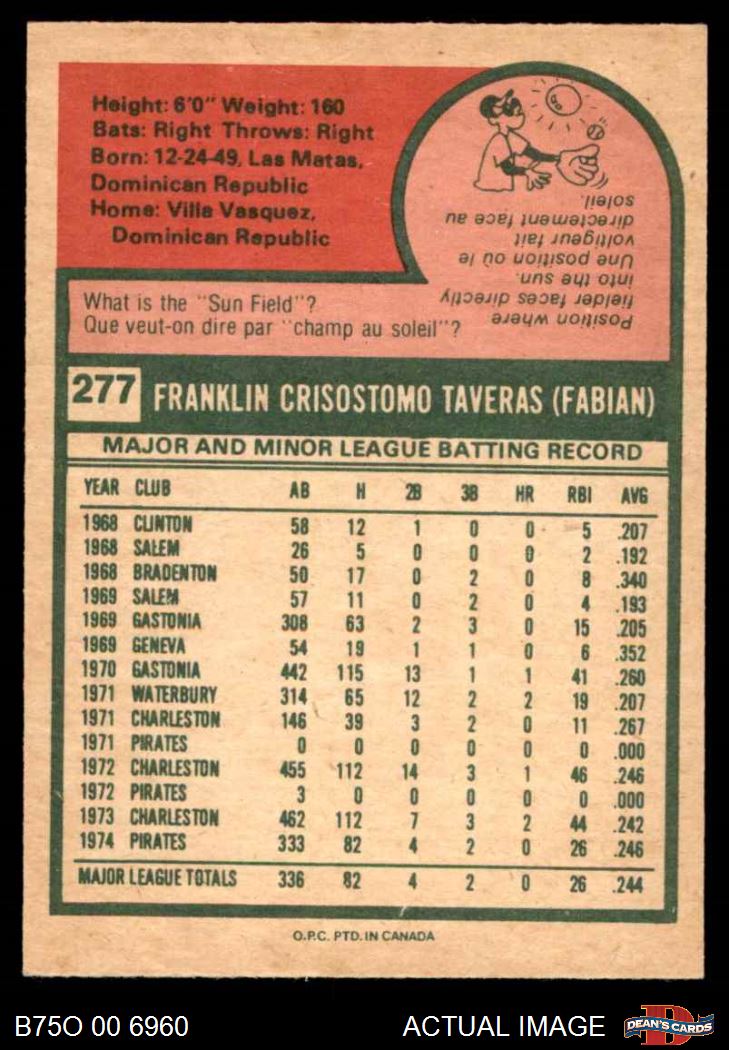 Height: 6'0" Weight: 160
Bats: Right Throws: Right
Born: 12-24-49, Las Matas,
Dominican Republic
Home: Villa Vasquez,
Dominican Republic
What is the "Sun Field"?
Que veut-on dire par "champ au soleil"?
Position where
fielder faces directly
into the sun.
Une position où le
voltigeur fait
directement face au
soleil.
277 FRANKLIN CRISOSTOMO TAVERAS (FABIAN)
MAJOR AND MINOR LEAGUE BATTING RECORD
YEAR CLUB AB H 2B 3B HR RBI AVG
1968 CLINTON 58 12 1 0 0 5 .207
1968 SALEM 26 5 0 0 0 2 .192
1968 BRADENTON 50 17 0 2 0 8 .340
1969 SALEM 57 11 0 2 0 4 .193
1969 GASTONIA 308 63 2 3 0 15 .205
1969 GENEVA 54 19 1 1 0 6 .352
1970 GASTONIA 442 115 13 1 1 41 .260
1971 WATERBURY 314 65 12 2 2 19 .207
1971 CHARLESTON 146 39 3 2 0 11 .267
1971 PIRATES 0 0 0 0 0 0 .000
1972 CHARLESTON 455 112 14 3 1 46 .246
1972 PIRATES 3 0 0 0 0 0 .000
1973 CHARLESTON 462 112 7 3 2 44 .242
1974 PIRATES 333 82 4 2 0 26 .246
MAJOR LEAGUE TOTALS 336 82 4 2 0 26 .244
O.P.C. PTD. IN CANADA
B75O 00 6960 ACTUAL IMAGE
D
DEAN'S CARDS